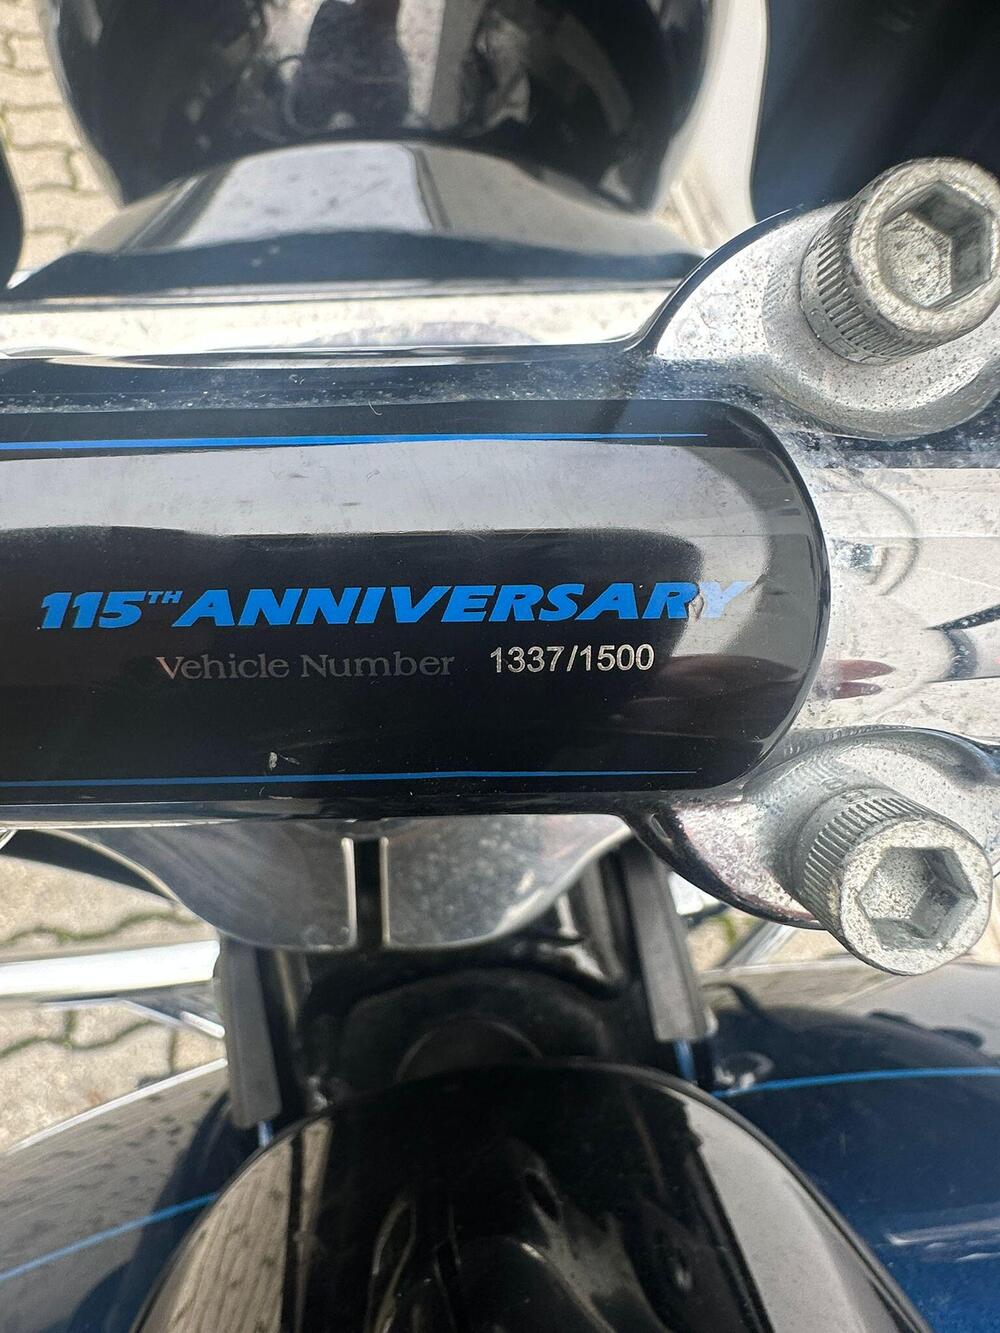 115TH ANNIVERSARY
Vehicle Number 1337/1500